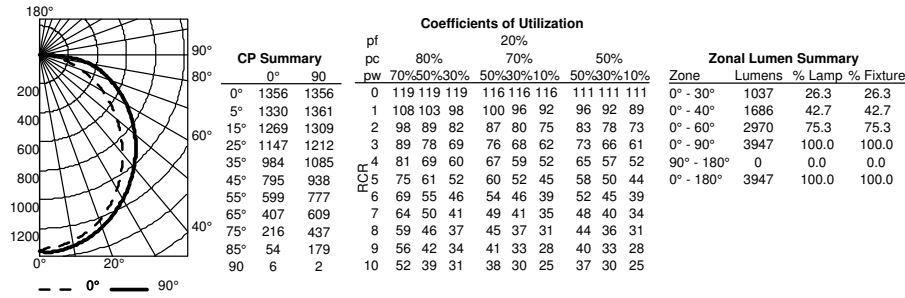 180°
90°
80°
60°
40°
200
400
600
800
1000
1200
0° 20°
0° 90°
CP Summary
0° 90
0° 1356 1356
5° 1330 1361
15° 1269 1309
25° 1147 1212
35° 984 1085
45° 795 938
55° 599 777
65° 407 609
75° 216 437
85° 54 179
90 6 2
Coefficients of Utilization
pf 20%
pc 80% 70% 50%
pw 70%50%30% 50%30%10% 50%30%10%
RCR
0 119 119 119 116 116 116 111 111 111
1 108 103 98 100 96 92 96 92 89
2 98 89 82 87 80 75 83 78 73
3 89 78 69 76 68 62 73 66 61
4 81 69 60 67 59 52 65 57 52
5 75 61 52 60 52 45 58 50 44
6 69 55 46 54 46 39 52 45 39
7 64 50 41 49 41 35 48 40 34
8 59 46 37 45 37 31 44 36 31
9 56 42 34 41 33 28 40 33 28
10 52 39 31 38 30 25 37 30 25
Zonal Lumen Summary
Zone Lumens % Lamp % Fixture
0° - 30° 1037 26.3 26.3
0° - 40° 1686 42.7 42.7
0° - 60° 2970 75.3 75.3
0° - 90° 3947 100.0 100.0
90° - 180° 0 0.0 0.0
0° - 180° 3947 100.0 100.0